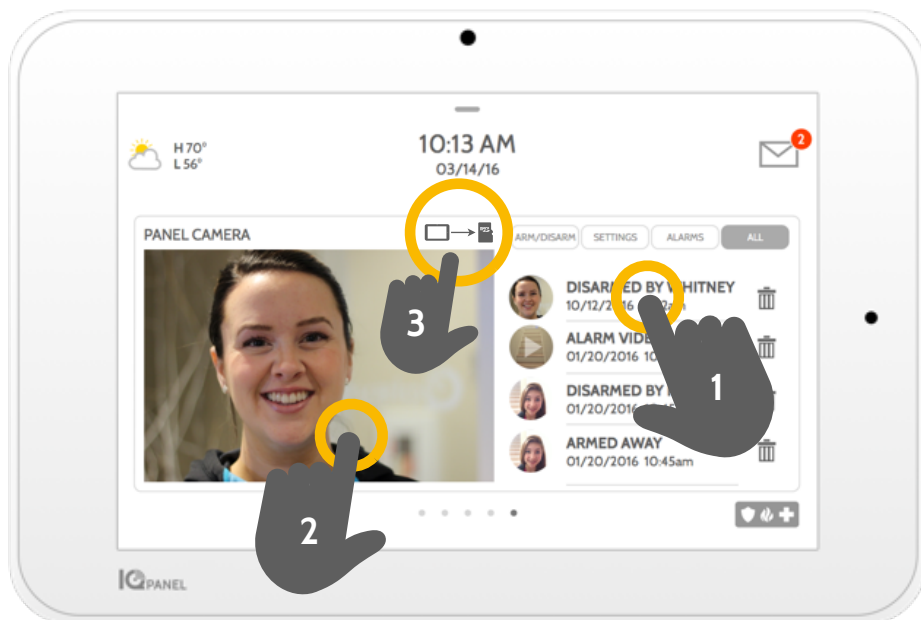 H 70°
L 56°
10:13 AM
03/14/16
2
PANEL CAMERA
ARM/DISARM
SETTINGS
ALARMS
ALL
DISARMED BY WHITNEY
10/12/2016
3
ALARM
01/20/2016
1
DISARMED BY
01/20/2016
ARMED AWAY
01/20/2016 10:45am
2
IQ PANEL